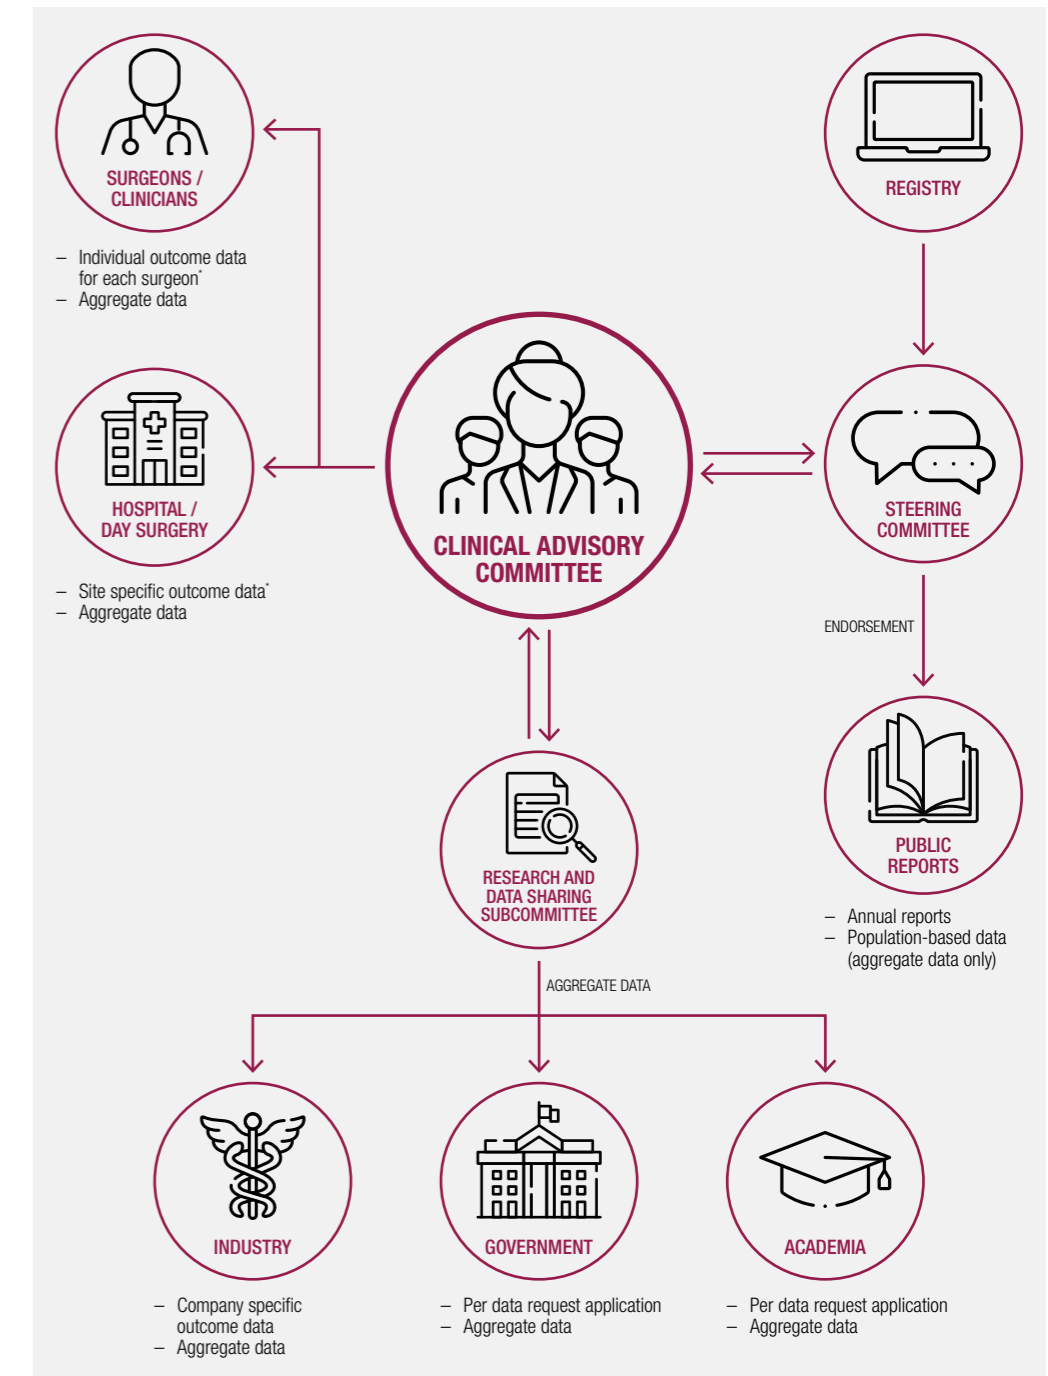 SURGEONS /
CLINICIANS
– Individual outcome data
for each surgeon*
– Aggregate data
REGISTRY
HOSPITAL /
DAY SURGERY
– Site specific outcome data*
– Aggregate data
CLINICAL ADVISORY
COMMITTEE
STEERING
COMMITTEE
ENDORSEMENT
PUBLIC
REPORTS
– Annual reports
– Population-based data
(aggregate data only)
RESEARCH AND
DATA SHARING
SUBCOMMITTEE
AGGREGATE DATA
INDUSTRY
– Company specific
outcome data
– Aggregate data
GOVERNMENT
– Per data request application
– Aggregate data
ACADEMIA
– Per data request application
– Aggregate data